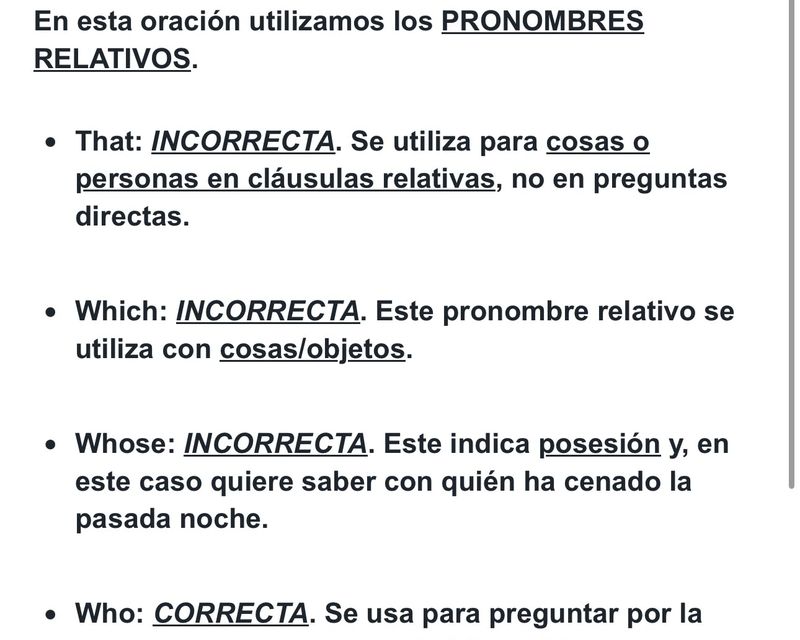 En esta oración utilizamos los PRONOMBRES
RELATIVOS.
• That: INCORRECTA. Se utiliza para cosas o
personas en cláusulas relativas, no en preguntas
directas.
• Which: INCORRECTA. Este pronombre relativo se
utiliza con cosas/objetos.
• Whose: INCORRECTA. Este indica posesión y, en
este caso quiere saber con quién ha cenado la
pasada noche.
• Who: CORRECTA. Se usa para preguntar por la